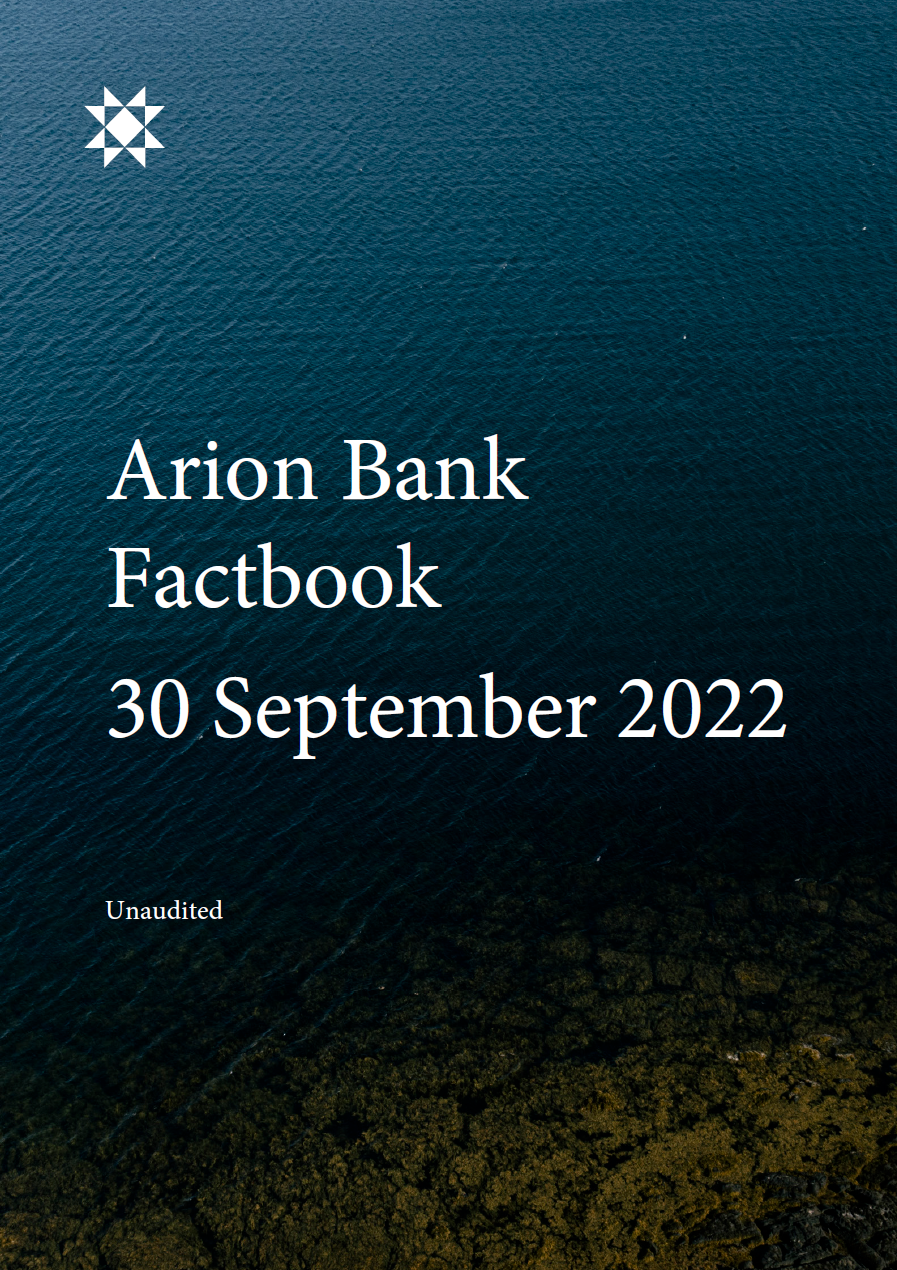 Arion Bank
Factbook
30 September 2022
Unaudited